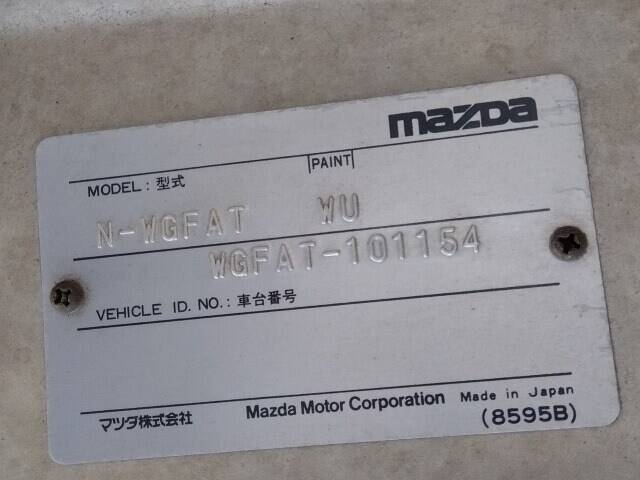 mazda
MODEL: 型式 PAINT
N-WGFAT WU
WGFAT-101154
VEHICLE ID. NO.: 車台番号
マツダ株式会社 Mazda Motor Corporation Made in Japan
(8595B)